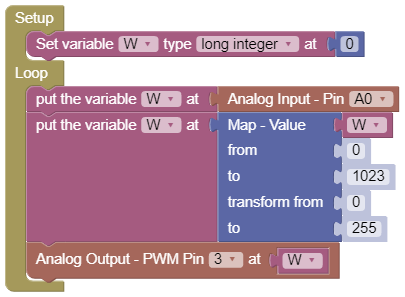 Setup
Set variable W type long integer at 0
Loop
put the variable W at Analog Input - Pin A0
put the variable W at Map - Value W
from 0
to 1023
transform from 0
to 255
Analog Output - PWM Pin 3 at W